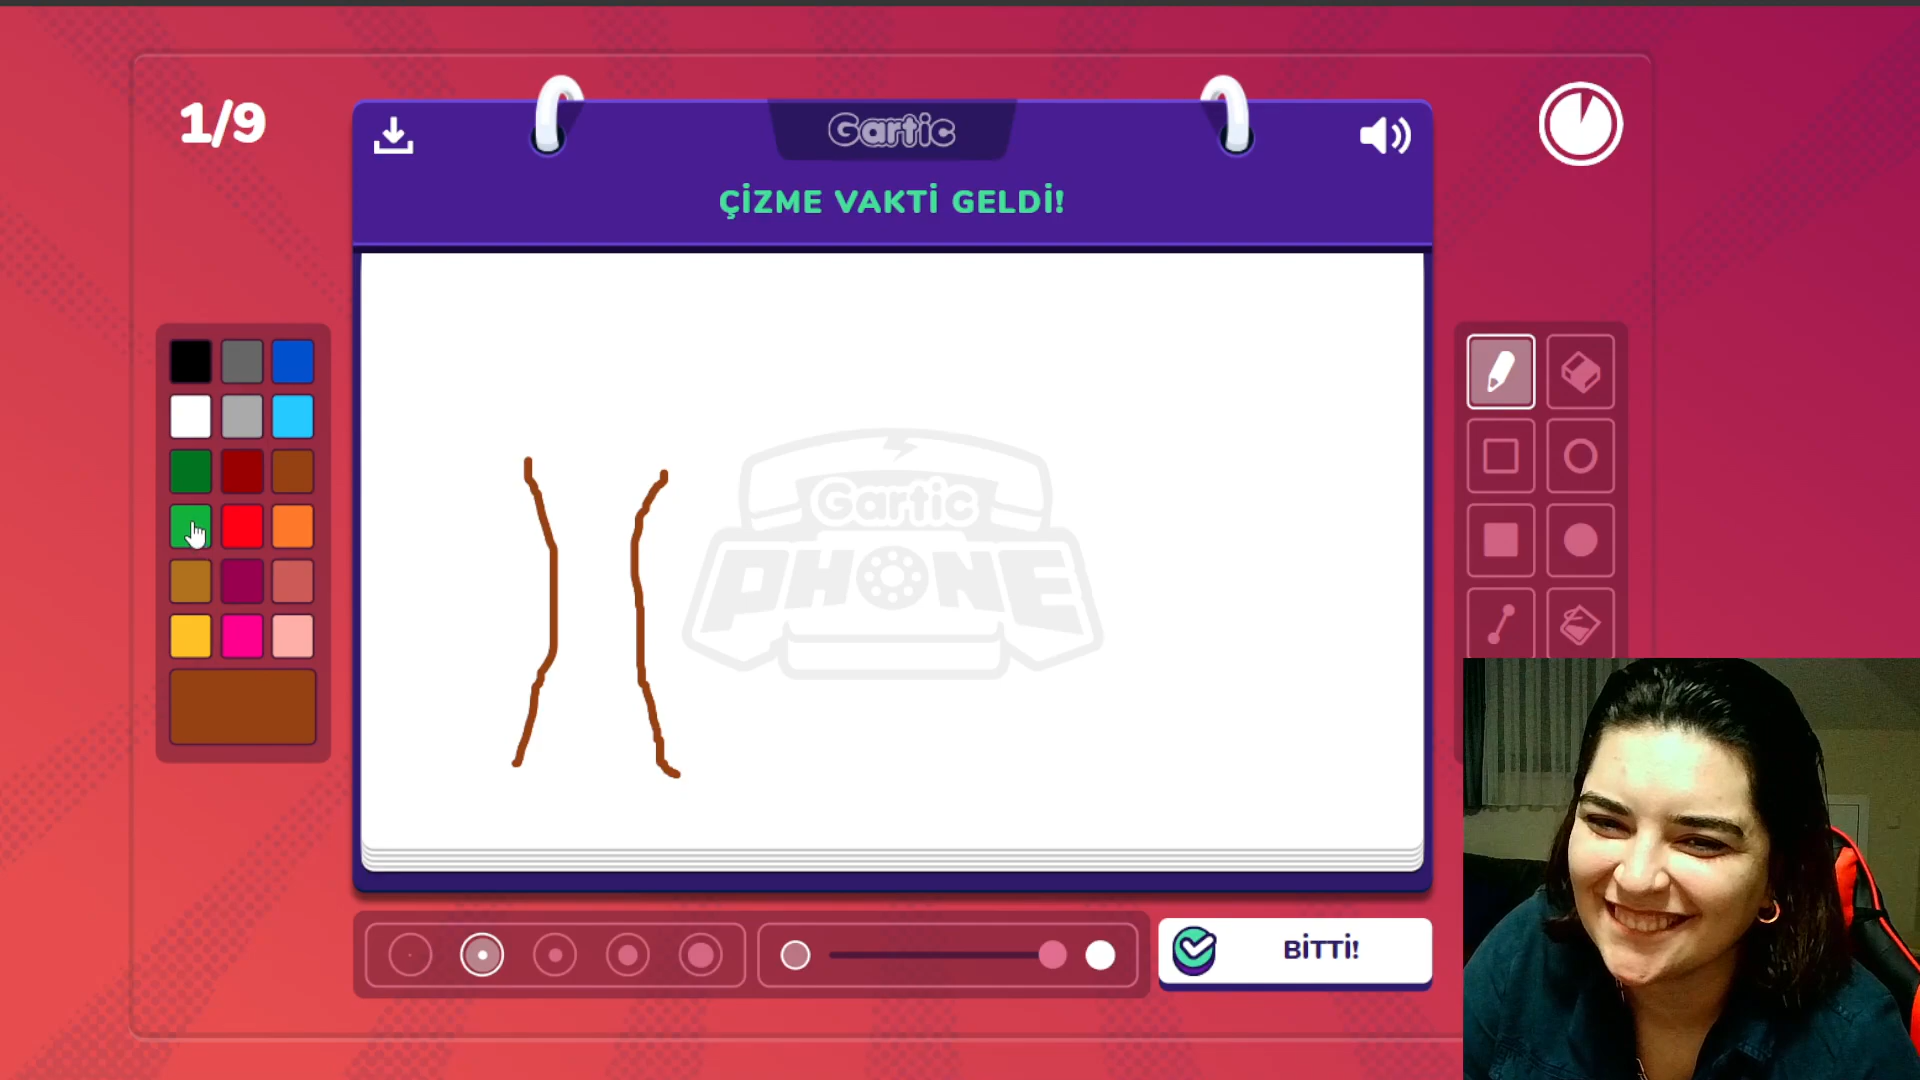 1/9
Gartic
ÇİZME VAKTİ GELDİ!
Gartic
PHONE
BİTTİ!